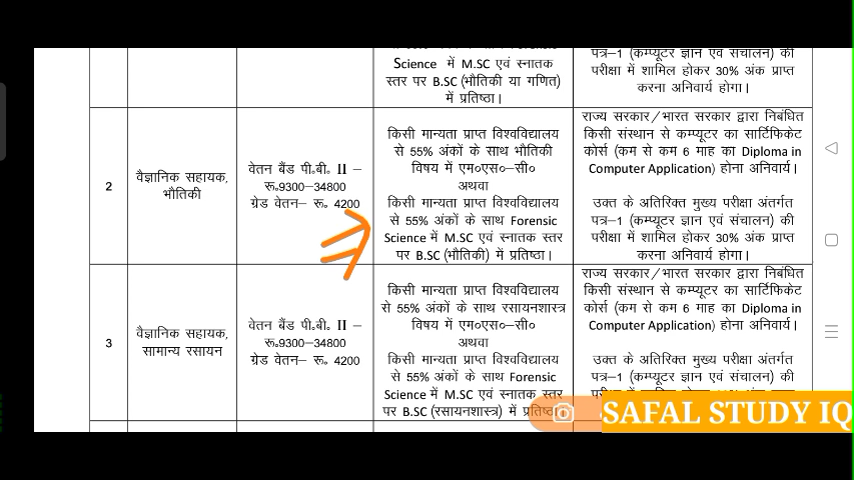 Science में M.SC एवं स्नातक
स्तर पर B.SC (भौतिकी या गणित)
में प्रतिष्ठा।
पत्र–1 (कम्प्यूटर ज्ञान एवं संचालन) की
परीक्षा में शामिल होकर 30% अंक प्राप्त
करना अनिवार्य होगा।
2
वैज्ञानिक सहायक,
भौतिकी
वेतन बैंड पी.बी. II –
रू.9300-34800
ग्रेड वेतन– रू. 4200
किसी मान्यता प्राप्त विश्वविद्यालय
से 55% अंकों के साथ भौतिकी
विषय में एम०एस०–सी०
अथवा
किसी मान्यता प्राप्त विश्वविद्यालय
से 55% अंकों के साथ Forensic
Science में M.SC एवं स्नातक स्तर
पर B.SC (भौतिकी) में प्रतिष्ठा।
राज्य सरकार/भारत सरकार द्वारा निबंधित
किसी संस्थान से कम्प्यूटर का सार्टिफिकेट
कोर्स (कम से कम 6 माह का Diploma in
Computer Application) होना अनिवार्य।
उक्त के अतिरिक्त मुख्य परीक्षा अंतर्गत
पत्र–1 (कम्प्यूटर ज्ञान एवं संचालन) की
परीक्षा में शामिल होकर 30% अंक प्राप्त
करना अनिवार्य होगा।
3
वैज्ञानिक सहायक,
सामान्य रसायन
वेतन बैंड पी.बी. II –
रू.9300-34800
ग्रेड वेतन– रू. 4200
किसी मान्यता प्राप्त विश्वविद्यालय
से 55% अंकों के साथ रसायनशास्त्र
विषय में एम०एस०–सी०
अथवा
किसी मान्यता प्राप्त विश्वविद्यालय
से 55% अंकों के साथ Forensic
Science में M.SC एवं स्नातक स्तर
पर B.SC (रसायनशास्त्र) में प्रतिष्ठा।
राज्य सरकार/भारत सरकार द्वारा निबंधित
किसी संस्थान से कम्प्यूटर का सार्टिफिकेट
कोर्स (कम से कम 6 माह का Diploma in
Computer Application) होना अनिवार्य।
उक्त के अतिरिक्त मुख्य परीक्षा अंतर्गत
पत्र–1 (कम्प्यूटर ज्ञान एवं संचालन) की
SAFAL STUDY IQ